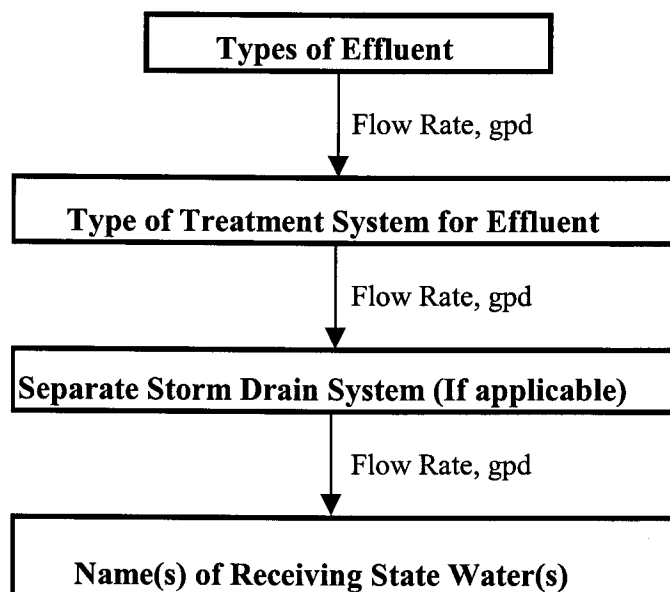 Types of Effluent
Flow Rate, gpd
Type of Treatment System for Effluent
Flow Rate, gpd
Separate Storm Drain System (If applicable)
Flow Rate, gpd
Name(s) of Receiving State Water(s)